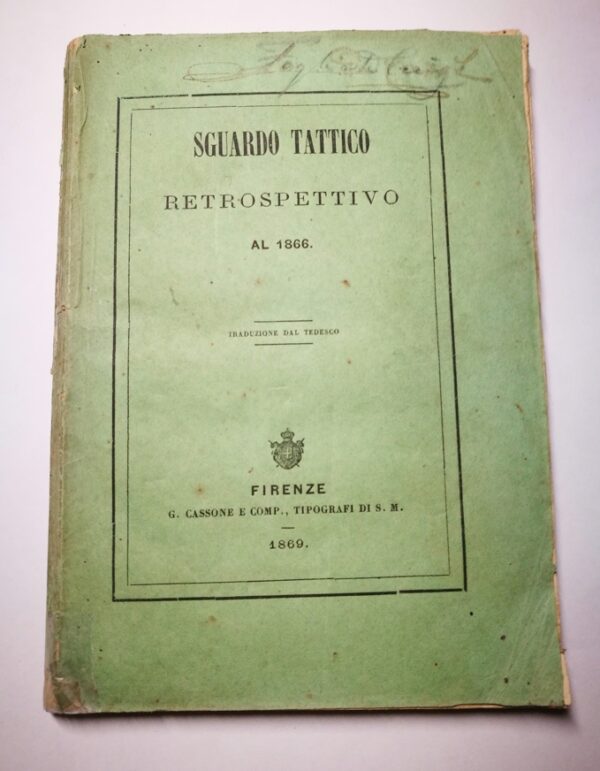 SGUARDO TATTICO
RETROSPETTIVO
AL 1866.
TRADUZIONE DAL TEDESCO
FIRENZE
G. CASSONE E COMP., TIPOGRAFI DI S. M.
1869.